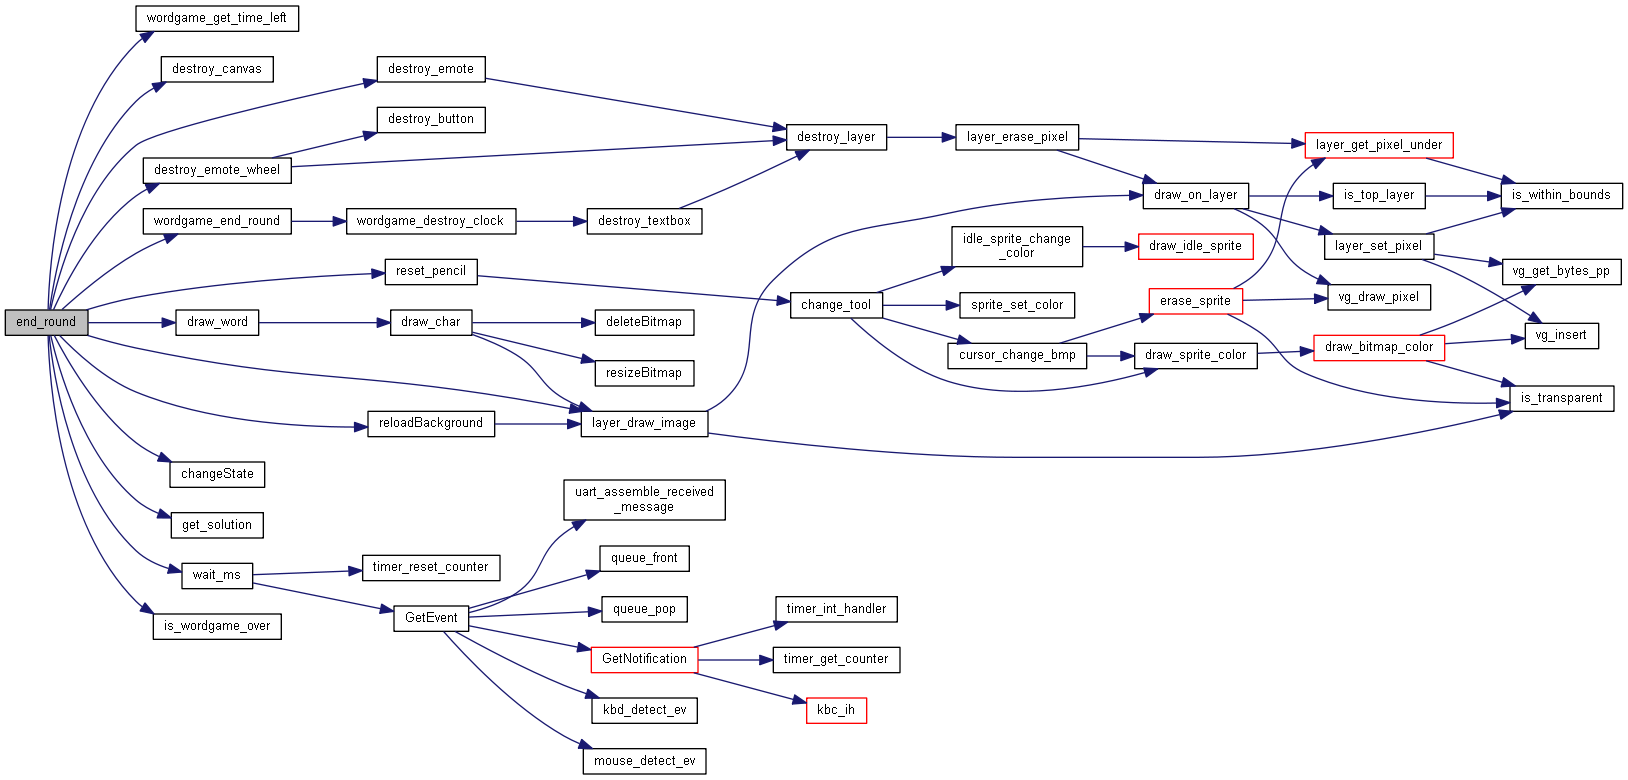 wordgame_get_time_left
destroy_canvas
destroy_emote
destroy_button
destroy_emote_wheel
destroy_layer
layer_erase_pixel
layer_get_pixel_under
draw_on_layer
is_top_layer
is_within_bounds
wordgame_end_round
wordgame_destroy_clock
destroy_textbox
layer_set_pixel
idle_sprite_change
_color
draw_idle_sprite
reset_pencil
vg_get_bytes_pp
change_tool
sprite_set_color
erase_sprite
vg_draw_pixel
end_round
draw_word
draw_char
deleteBitmap
vg_insert
cursor_change_bmp
draw_sprite_color
draw_bitmap_color
resizeBitmap
is_transparent
reloadBackground
layer_draw_image
changeState
uart_assemble_received
_message
get_solution
queue_front
wait_ms
timer_reset_counter
queue_pop
timer_int_handler
GetEvent
is_wordgame_over
GetNotification
timer_get_counter
kbd_detect_ev
kbc_ih
mouse_detect_ev